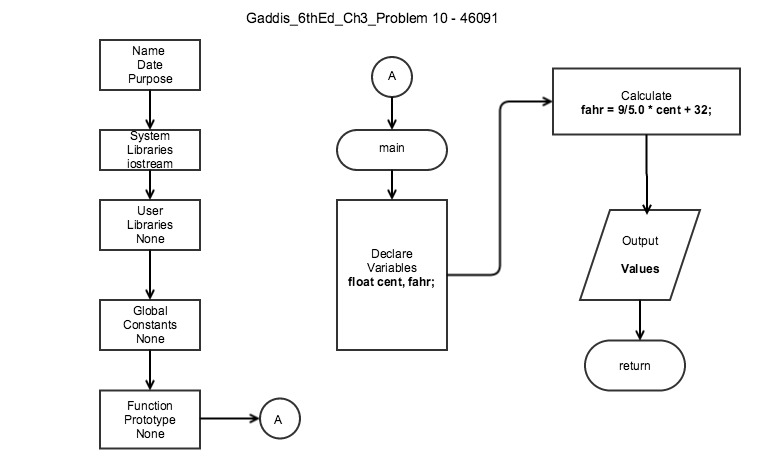 Gaddis_6thEd_Ch3_Problem 10 - 46091
Name
Date
Purpose
System
Libraries
iostream
User
Libraries
None
Global
Constants
None
Function
Prototype
None
A
A
main
Declare
Variables
float cent, fahr;
Calculate
fahr = 9/5.0 * cent + 32;
Output
Values
return